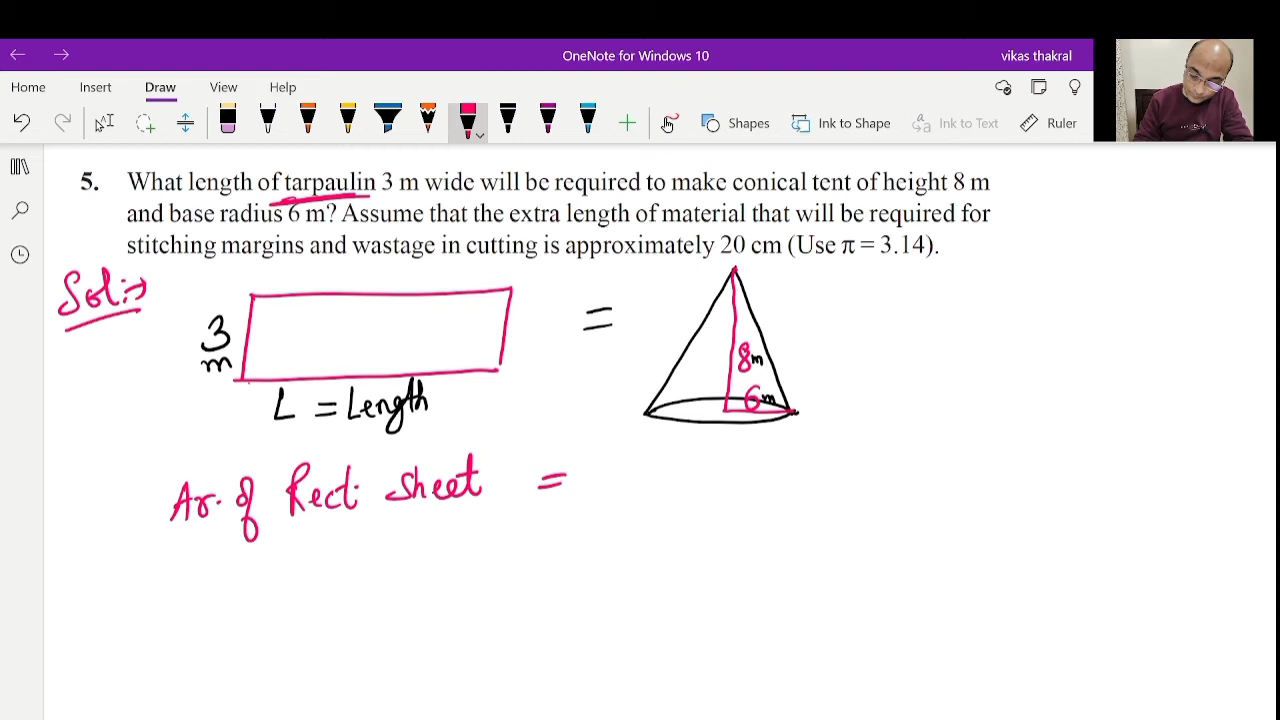 OneNote for Windows 10
vikas thakral
Home Insert Draw View Help
Shapes Ink to Shape Ink to Text Ruler
5. What length of tarpaulin 3 m wide will be required to make conical tent of height 8 m
and base radius 6 m? Assume that the extra length of material that will be required for
stitching margins and wastage in cutting is approximately 20 cm (Use π = 3.14).
Sol:→
3 m
=
8m
6m
L = Length
Ar. of Rect. Sheet =